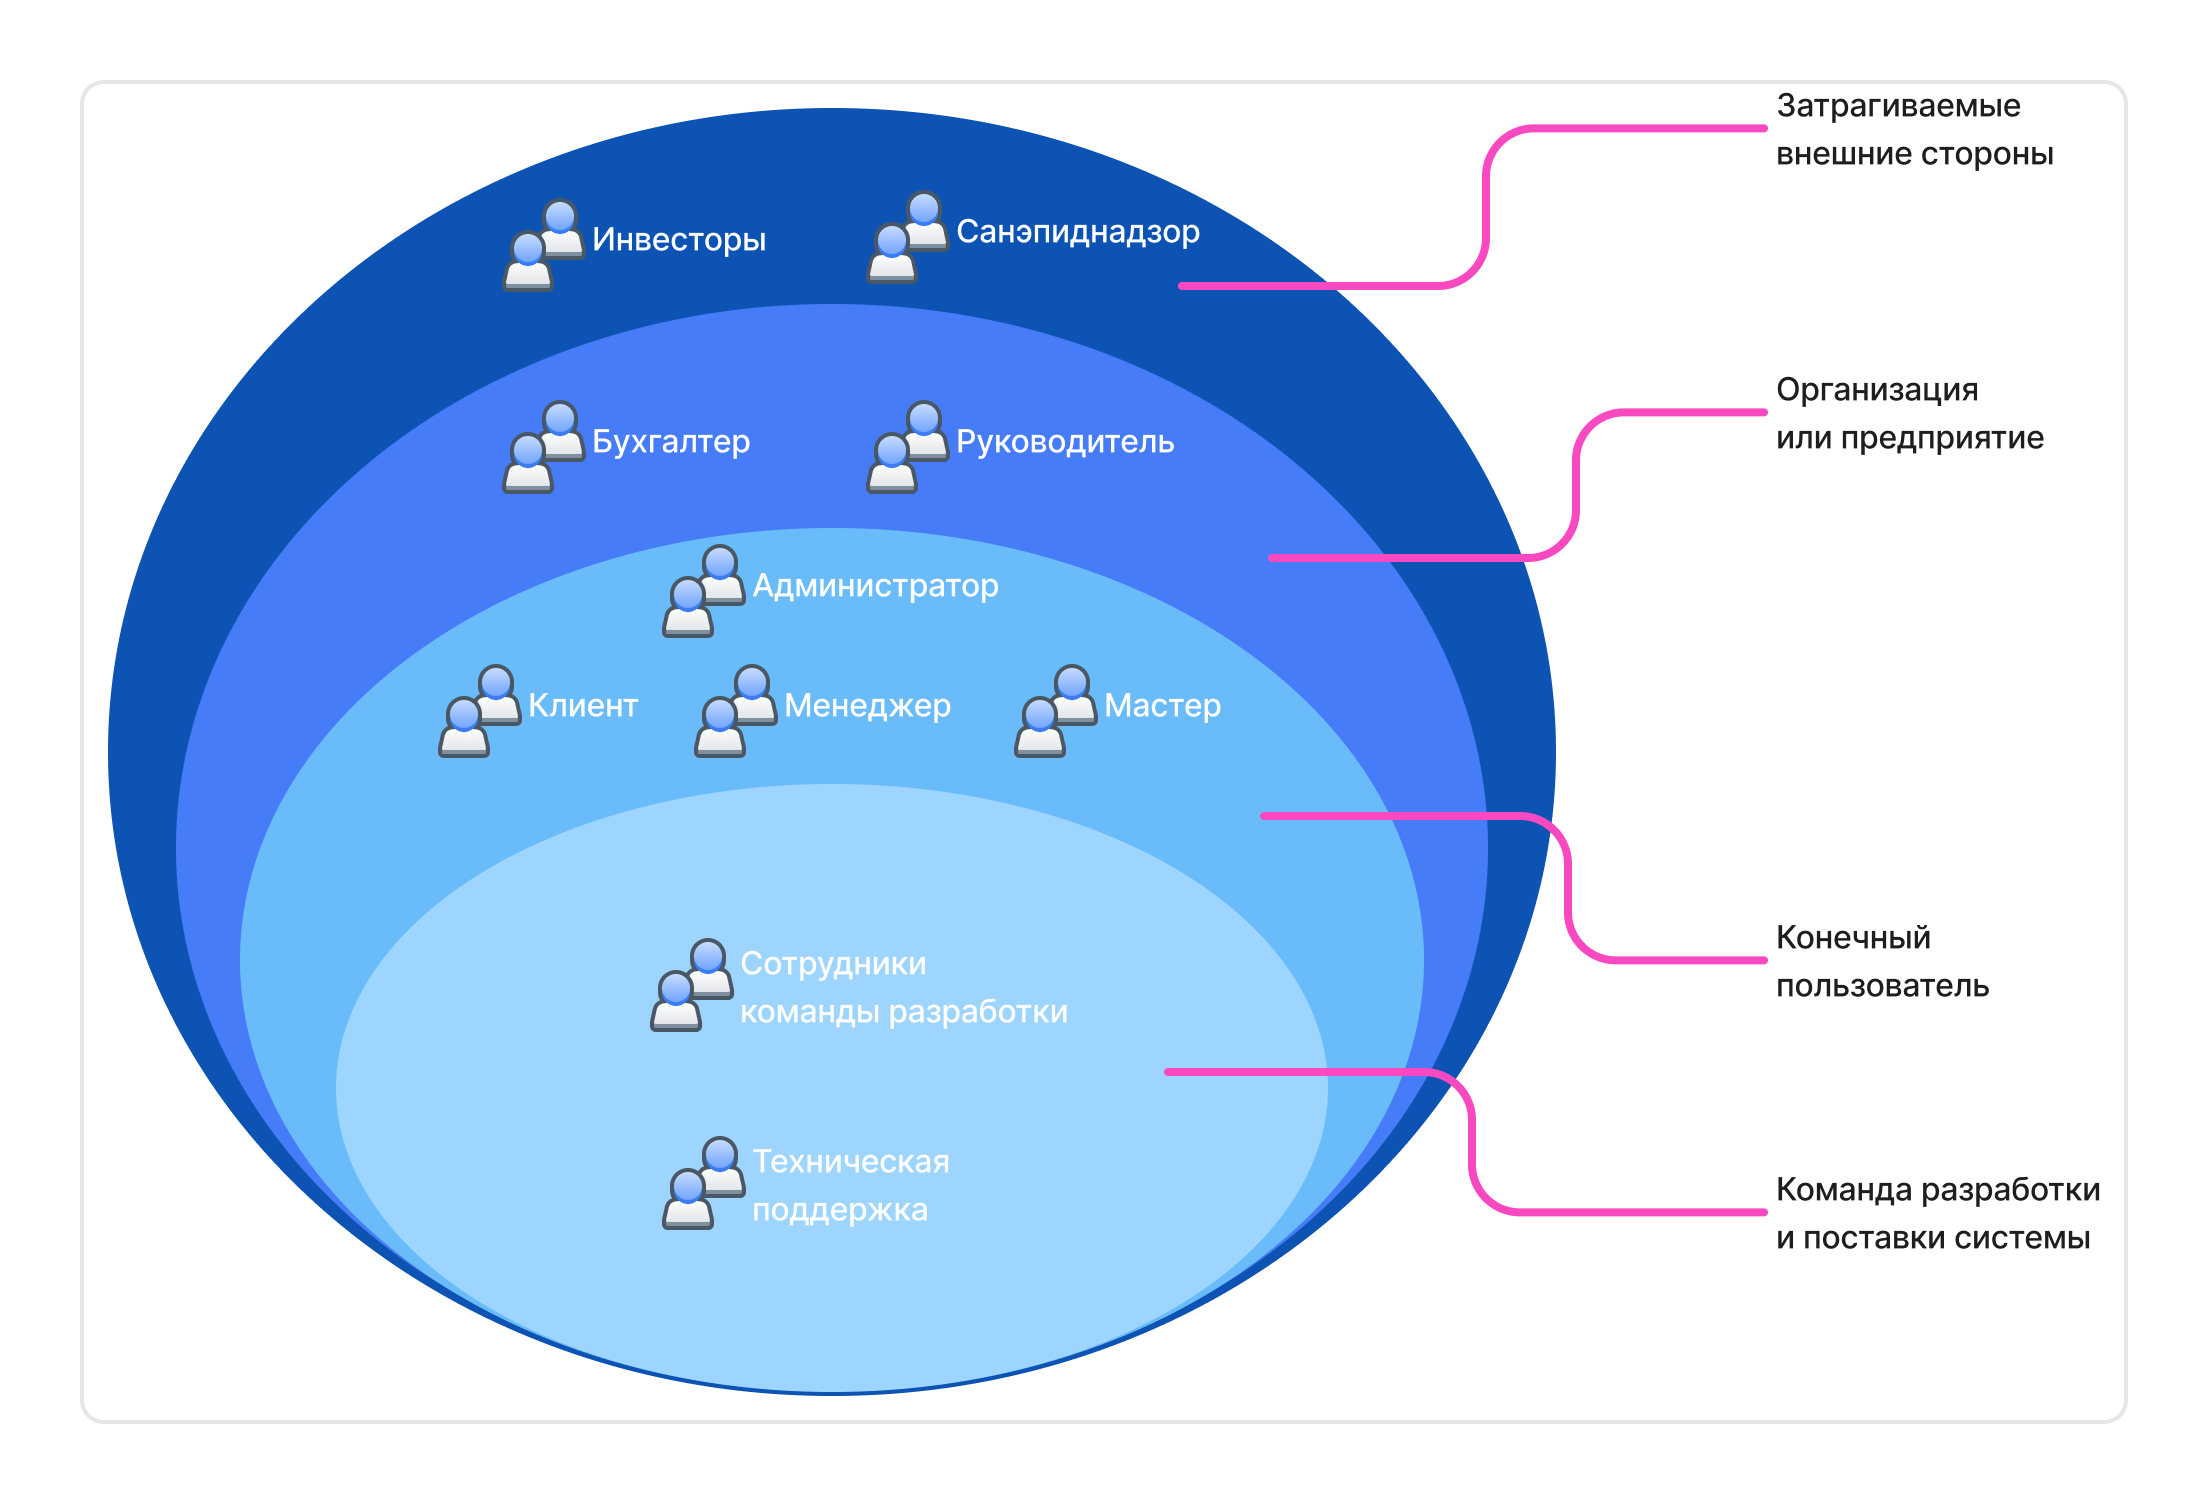 Затрагиваемые
внешние стороны
Инвесторы
Санэпиднадзор
Организация
или предприятие
Бухгалтер
Руководитель
Администратор
Клиент
Менеджер
Мастер
Конечный
пользователь
Сотрудники
команды разработки
Техническая
поддержка
Команда разработки
и поставки системы